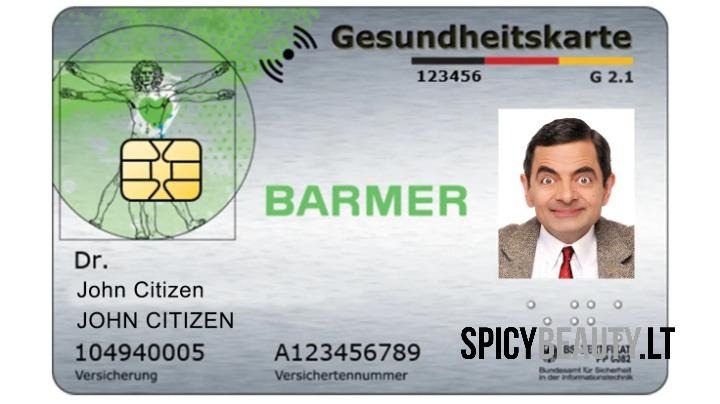 Gesundheitskarte
123456 G 2.1
BARMER
Dr.
John Citizen
JOHN CITIZEN
104940005 A123456789
Versicherung Versichertennummer
SPICYBEAUTY.LT
Bundesamt für Sicherheit
in der Informationstechnik